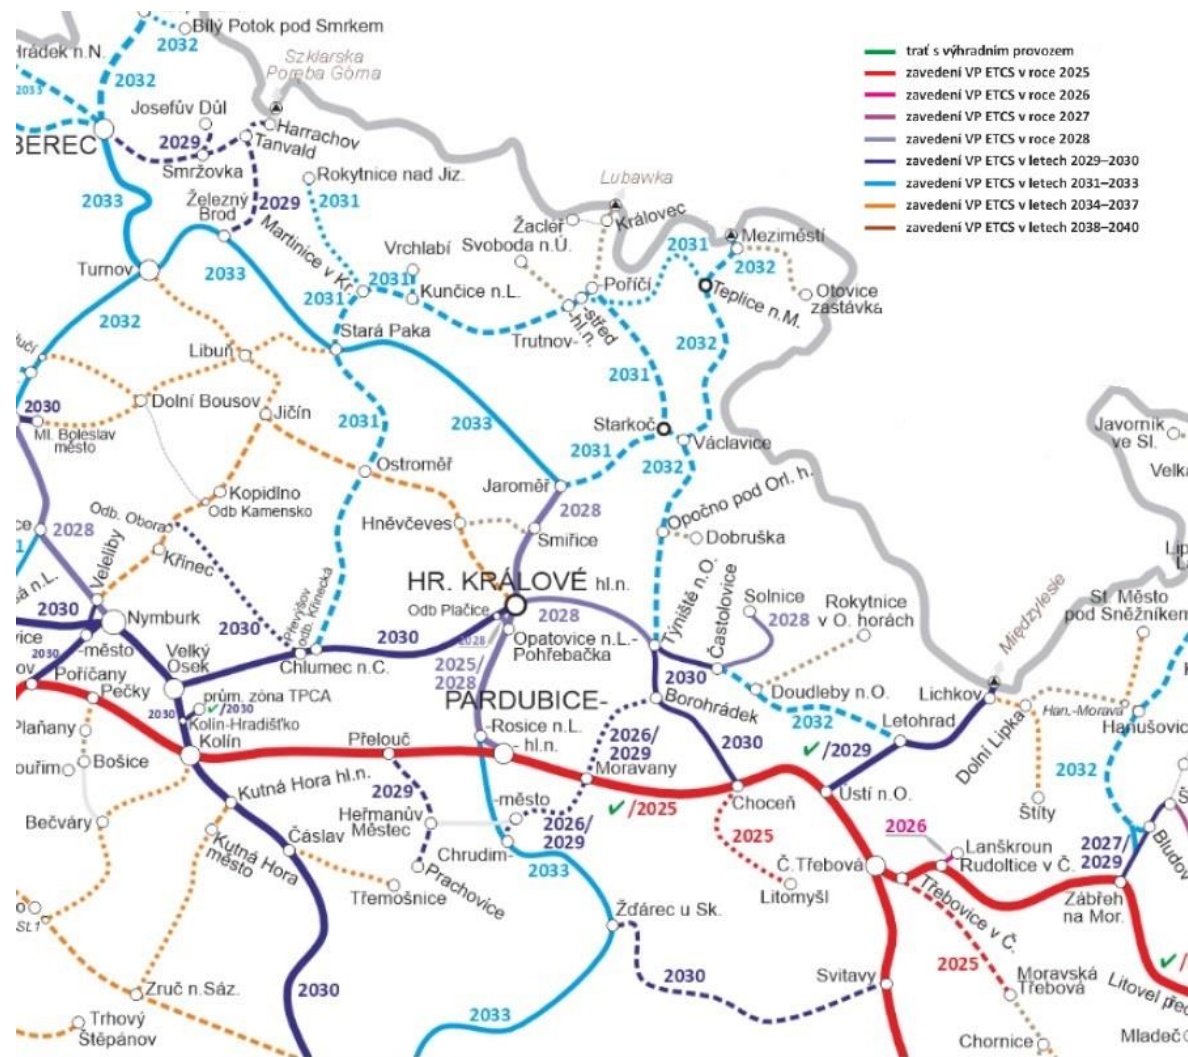 Bílý Potok pod Smrkem
2032
Hrádek n.N.
2032
2033
Szklarska
Poreba Górna
Josefův Důl
BEREC
2029
Harrachov
Tanvald
Smržovka
2033
Železný
Brod
2029
Rokytnice nad Jiz.
2031
Martinice v Kr.
Vrchlabí
2031
Kunčice n.L.
2031
Turnov
2033
2032
Stará Paka
Libuň
Lubawka
Žacléř
Královec
Svoboda n.Ú.
Poříčí
Trutnov-
-střed
-hl.n.
2031
Meziměstí
2032
Teplice n.M.
Otovice
zastávka
2032
2031
Starkoč
2031
Václavice
2032
trať s výhradním provozem
zavedení VP ETCS v roce 2025
zavedení VP ETCS v roce 2026
zavedení VP ETCS v roce 2027
zavedení VP ETCS v roce 2028
zavedení VP ETCS v letech 2029–2030
zavedení VP ETCS v letech 2031–2033
zavedení VP ETCS v letech 2034–2037
zavedení VP ETCS v letech 2038–2040
2030
Ml. Boleslav
město
Dolní Bousov
Jičín
2031
2033
Ostroměř
Jaroměř
2028
Kopidlno
Odb Kamensko
Odb. Obora
Hněvčeves
Smiřice
Opočno pod Orl. h.
Dobruška
Javorník
ve Sl.
Velka
2028
Veleliby
Křinec
2030
Nymburk
-město
2030
2030
Převýšov
odb. Křinecká
Chlumec n.C.
2030
HR. KRÁLOVÉ hl.n.
Odb Plačice
2028
2028
Opatovice n.L.-
Pohřebačka
2025/
2028
Týniště n.O.
Častolovice
Solnice
2028
Rokytnice
v O. horách
2030
Doudleby n.O.
2032
Borohrádek
2030
Międzylesie
St. Město
pod Sněžníkem
Lichkov
Letohrad
Dolní Lipka
Han.-Morava
Hanušovic
Štíty
2032
Poříčany
Pečky
Velký
Osek
prům. zóna TPCA
✓/2030
2030
Kolín-Hradišťko
Kolín
Plaňany
Bošice
Bečváry
PARDUBICE-
-Rosice n.L.
- hl.n.
Přelouč
2029
Heřmanův
Městec
Prachovice
-město
Chrudim-
2026/
2029
2026/
2029
Moravany
✓/2025
Choceň
✓/2029
Ústí n.O.
2025
Litomyšl
Č.Třebová
2026
Lanškroun
Rudoltice v Č.
Třebovice v Č.
2027/
2029
Bludov
Zábřeh
na Mor.
Kutná Hora hl.n.
Kutná Hora
město
Čáslav
Třemošnice
2033
Žďárec u Sk.
2030
Svitavy
2025
Moravská
Třebová
Chornice
Litovel před
Mladeč
✓/
SL1
Zruč n.Sáz.
Trhový
Štěpánov
2030
2033